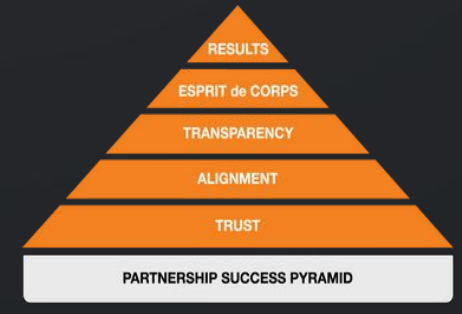 RESULTS
ESPRIT de CORPS
TRANSPARENCY
ALIGNMENT
TRUST
PARTNERSHIP SUCCESS PYRAMID